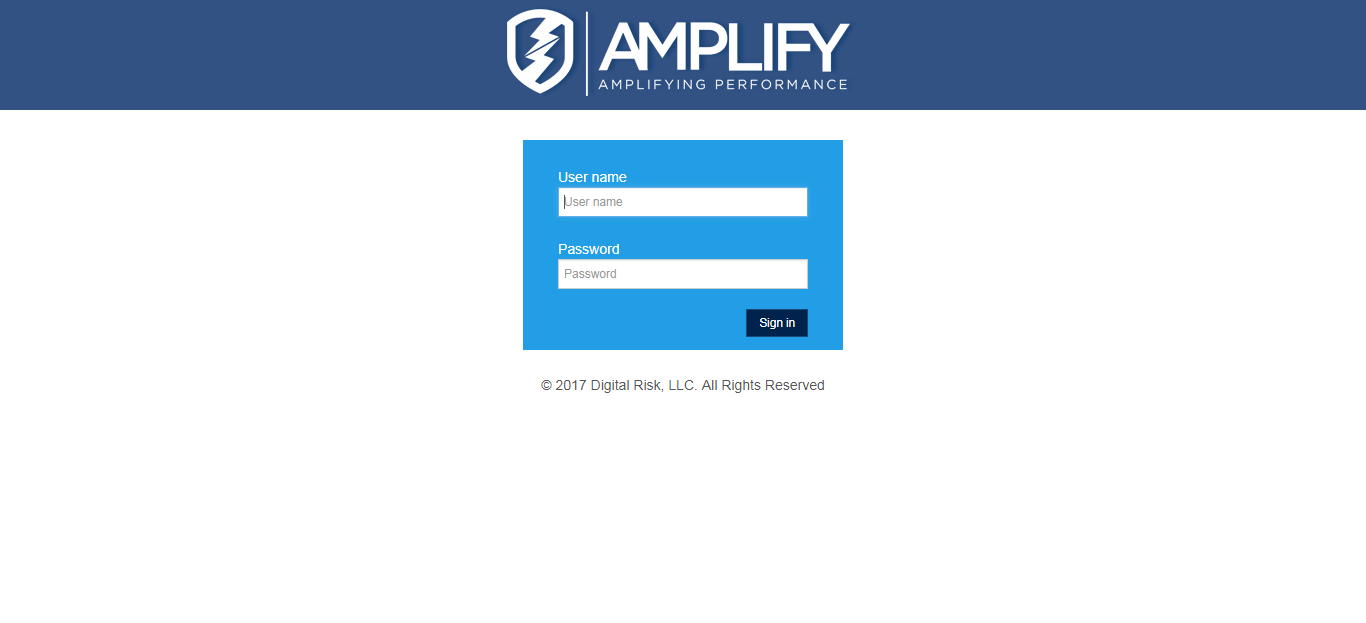 AMPLIFY
AMPLIFYING PERFORMANCE
User name
User name
Password
Password
Sign in
© 2017 Digital Risk, LLC. All Rights Reserved